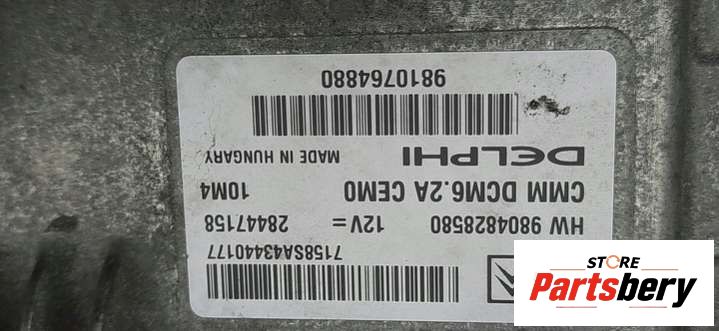 7158SA43440177
HW 9804828580 12V= 28447158
CMM DCM6.2A CEM0 10M4
DELPHI MADE IN HUNGARY
9810764880
STORE
Partsbery